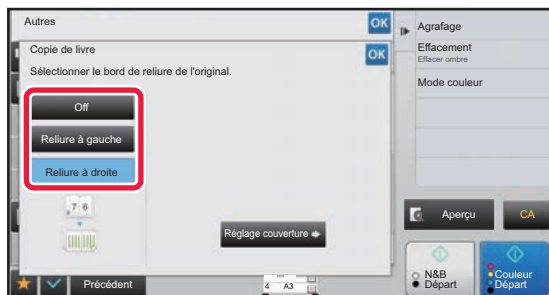 Autres
OK
Copie de livre
OK
Sélectionner le bord de reliure de l'original.
Off
Reliure à gauche
Reliure à droite
7 6
Réglage couverture
Précédent
4 A3
Agrafage
Effacement
Effacer ombre
Mode couleur
Aperçu
CA
N&B
Départ
Couleur
Départ